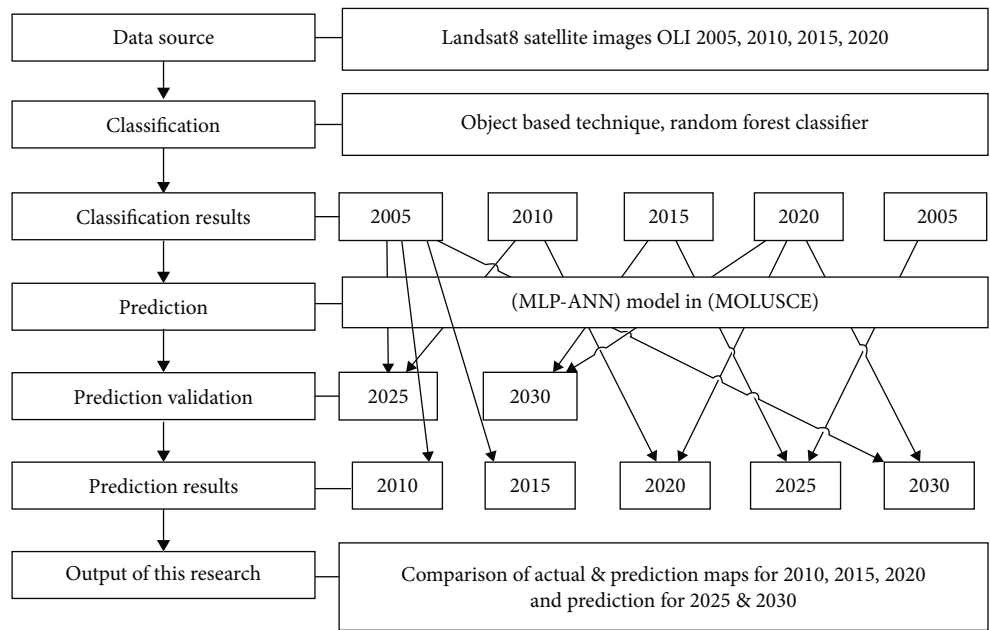 Data source
Landsat8 satellite images OLI 2005, 2010, 2015, 2020
Classification
Object based technique, random forest classifier
Classification results
2005
2010
2015
2020
2005
Prediction
(MLP-ANN) model in (MOLUSCE)
Prediction validation
2025
2030
Prediction results
2010
2015
2020
2025
2030
Output of this research
Comparison of actual & prediction maps for 2010, 2015, 2020
and prediction for 2025 & 2030